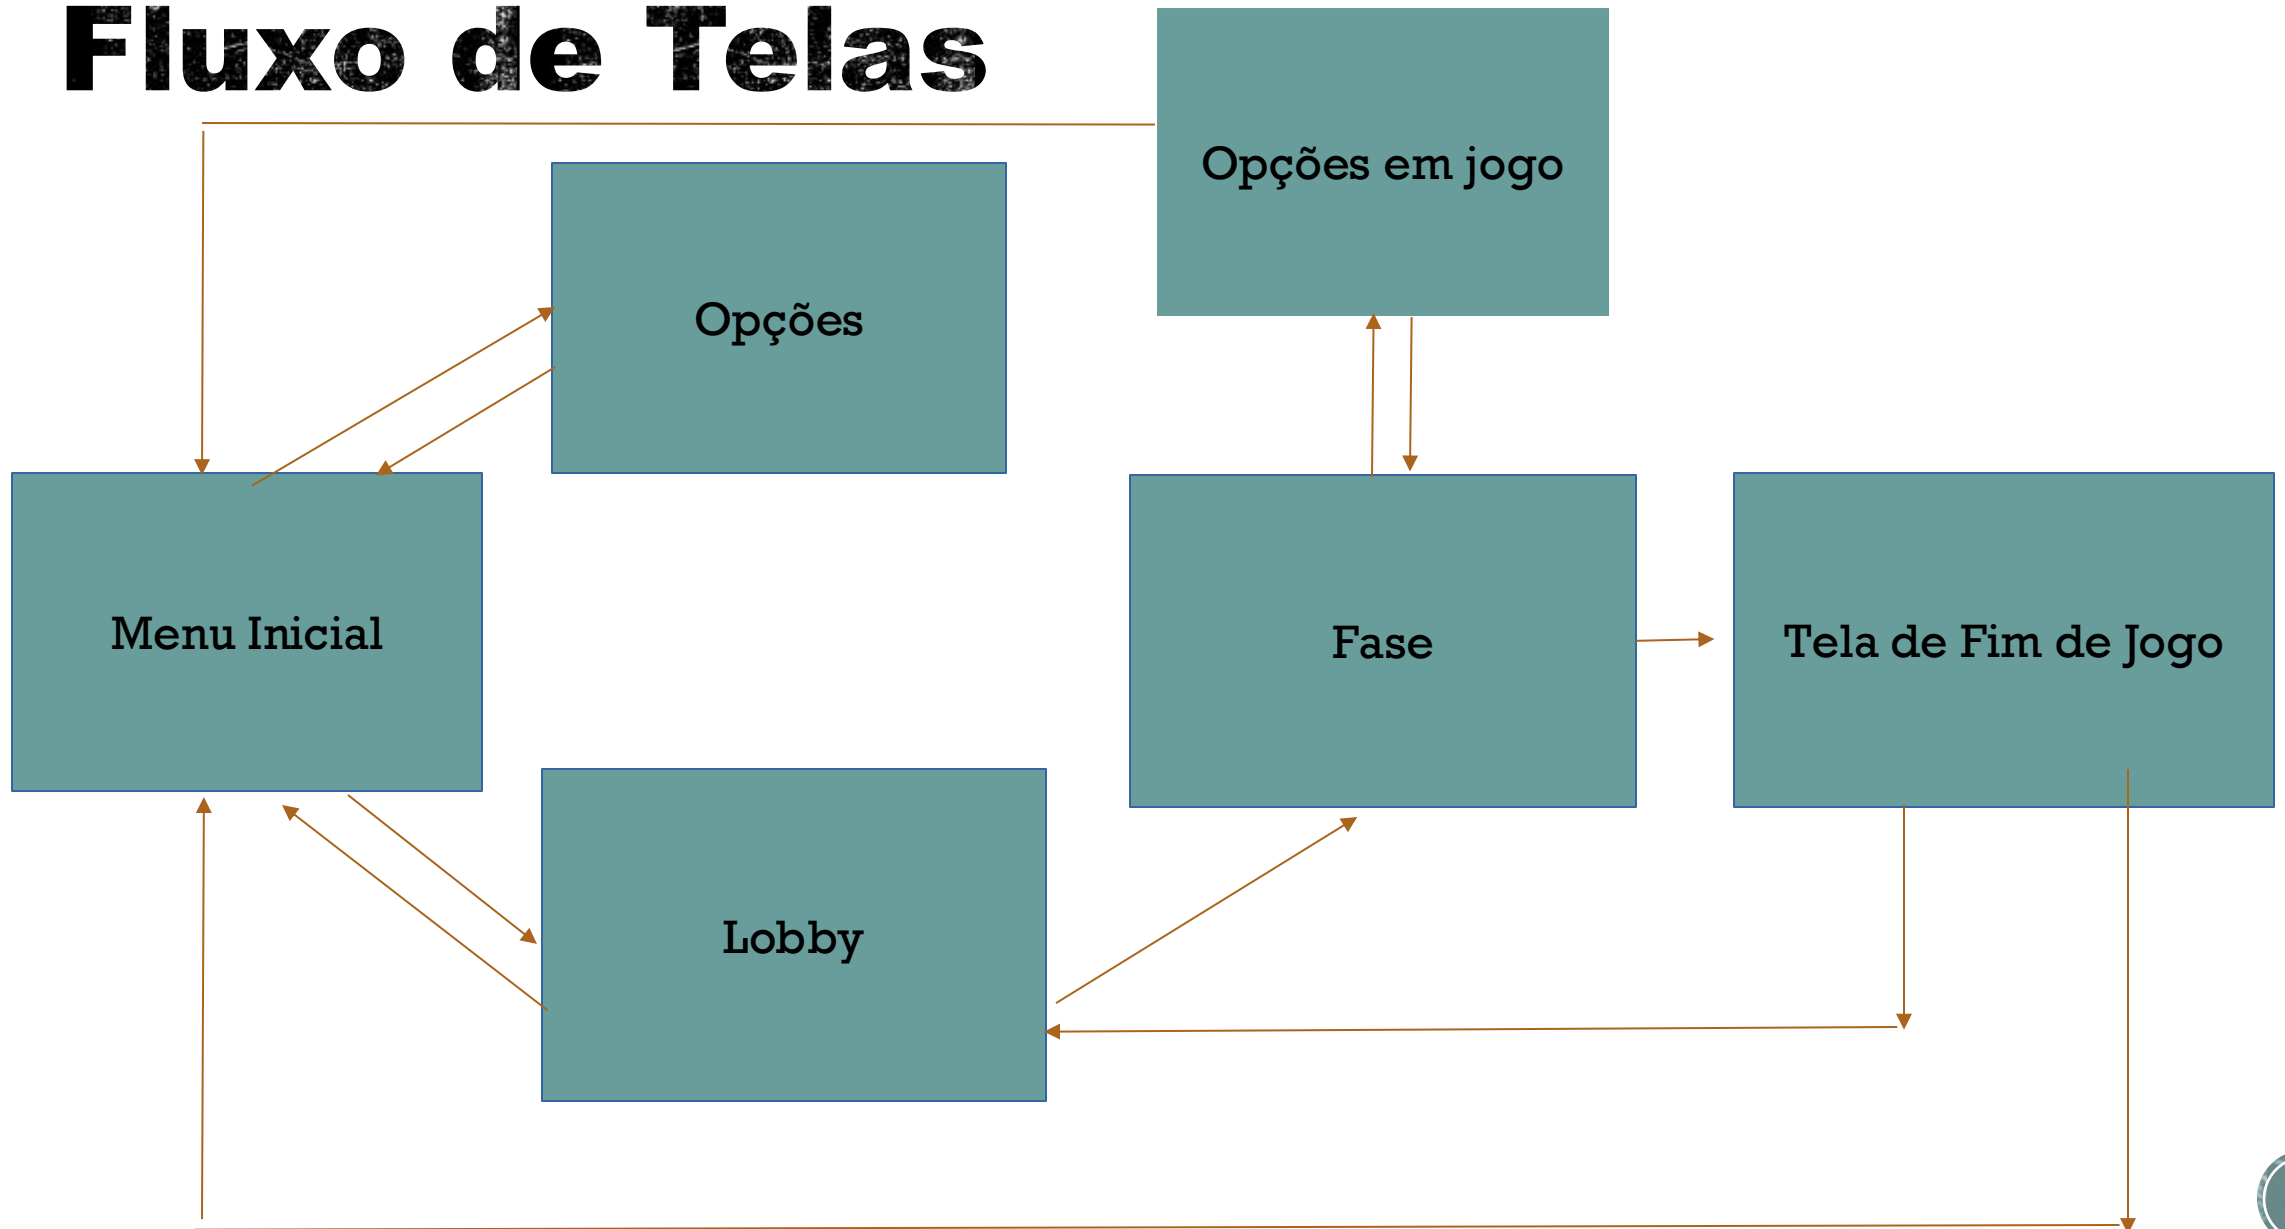 Fluxo de Telas
Opções em jogo
Opções
Menu Inicial
Fase
Tela de Fim de Jogo
Lobby